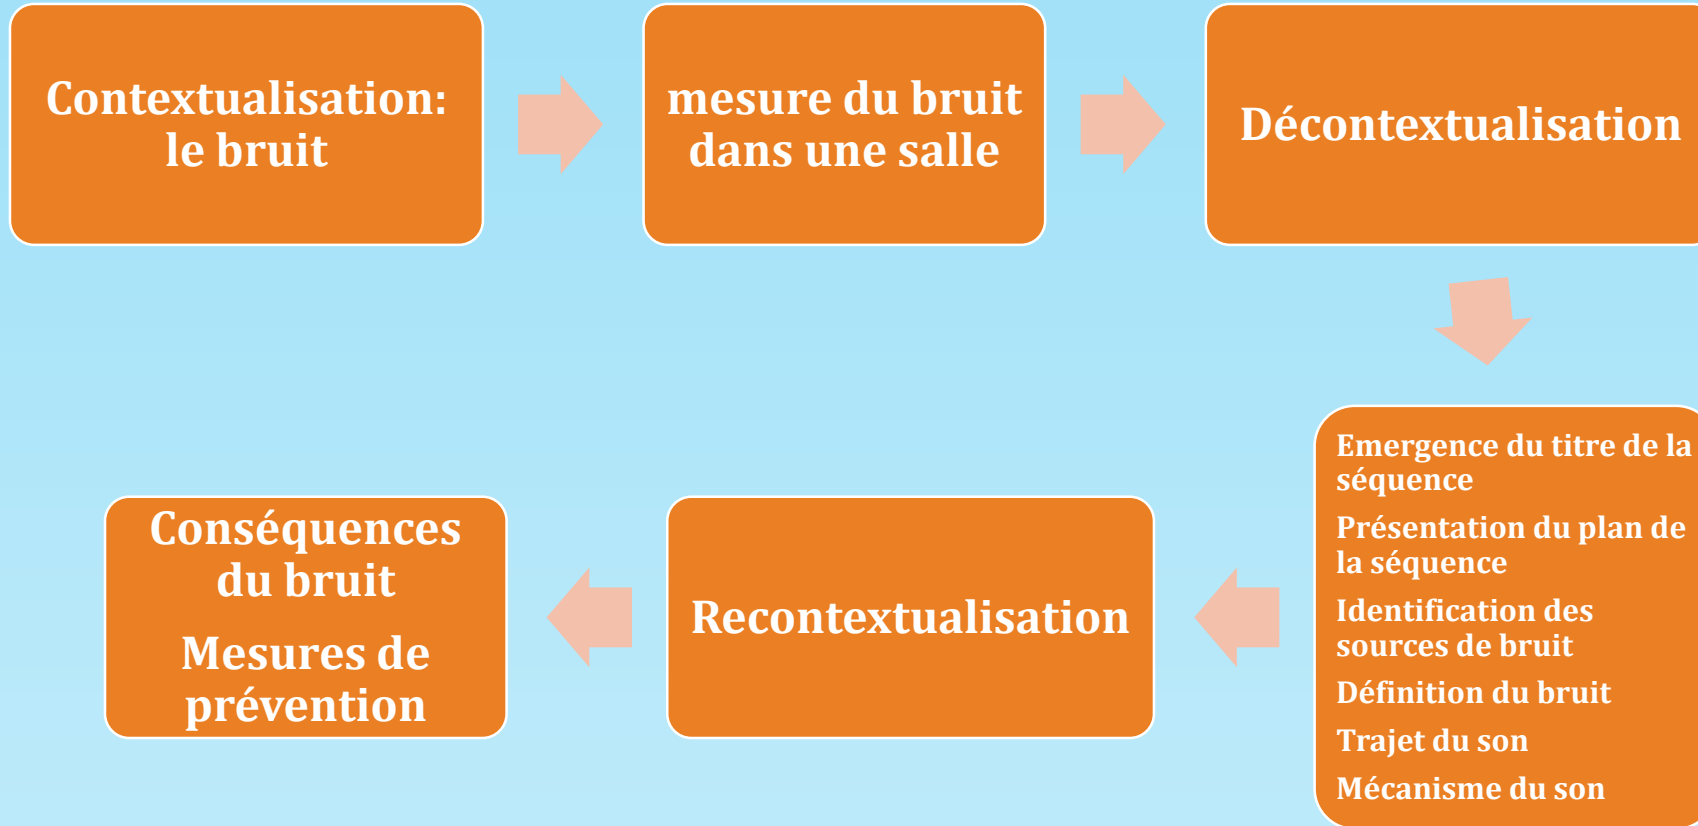 Contextualisation:
le bruit
mesure du bruit
dans une salle
Décontextualisation
Emergence du titre de la
séquence
Présentation du plan de
la séquence
Identification des
sources de bruit
Définition du bruit
Trajet du son
Mécanisme du son
Recontextualisation
Conséquences
du bruit
Mesures de
prévention